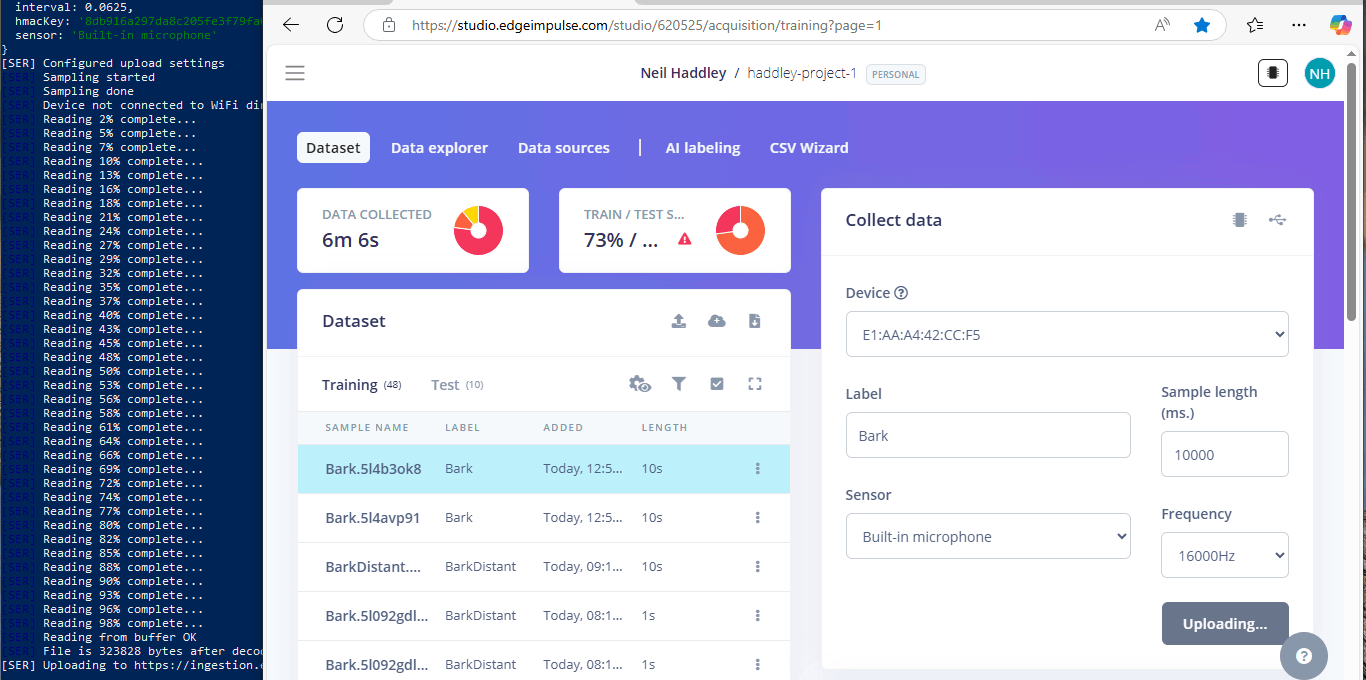 interval: 0.0625,
hmacKey: '8db916a297da8c205fe3f79fa
sensor: 'Built-in microphone'
}
[SER] Configured upload settings
[SER] Sampling started
[SER] Sampling done
[SER] Device not connected to WiFi dir
[SER] Reading 2% complete...
[SER] Reading 5% complete...
[SER] Reading 7% complete...
[SER] Reading 10% complete...
[SER] Reading 13% complete...
[SER] Reading 16% complete...
[SER] Reading 18% complete...
[SER] Reading 21% complete...
[SER] Reading 24% complete...
[SER] Reading 27% complete...
[SER] Reading 29% complete...
[SER] Reading 32% complete...
[SER] Reading 35% complete...
[SER] Reading 37% complete...
[SER] Reading 40% complete...
[SER] Reading 43% complete...
[SER] Reading 45% complete...
[SER] Reading 48% complete...
[SER] Reading 50% complete...
[SER] Reading 53% complete...
[SER] Reading 56% complete...
[SER] Reading 58% complete...
[SER] Reading 61% complete...
[SER] Reading 64% complete...
[SER] Reading 66% complete...
[SER] Reading 69% complete...
[SER] Reading 72% complete...
[SER] Reading 74% complete...
[SER] Reading 77% complete...
[SER] Reading 80% complete...
[SER] Reading 82% complete...
[SER] Reading 85% complete...
[SER] Reading 88% complete...
[SER] Reading 90% complete...
[SER] Reading 93% complete...
[SER] Reading 96% complete...
[SER] Reading 98% complete...
[SER] Reading from buffer OK
[SER] File is 323828 bytes after deco
[SER] Uploading to https://ingestion.e
https://studio.edgeimpulse.com/studio/620525/acquisition/training?page=1
Neil Haddley / haddley-project-1 PERSONAL
NH
Dataset Data explorer Data sources | AI labeling CSV Wizard
DATA COLLECTED
6m 6s
TRAIN / TEST S...
73% / ...
Dataset
Training (48) Test (10)
SAMPLE NAME LABEL ADDED LENGTH
Bark.5l4b3ok8 Bark Today, 12:5... 10s
Bark.5l4avp91 Bark Today, 12:5... 10s
BarkDistant.... BarkDistant Today, 09:1... 10s
Bark.5l092gdl... BarkDistant Today, 08:1... 1s
Bark.5l092gdl... BarkDistant Today, 08:1... 1s
Collect data
Device ?
E1:AA:A4:42:CC:F5
Label
Bark
Sample length
(ms.)
10000
Sensor
Built-in microphone
Frequency
16000Hz
Uploading...
?